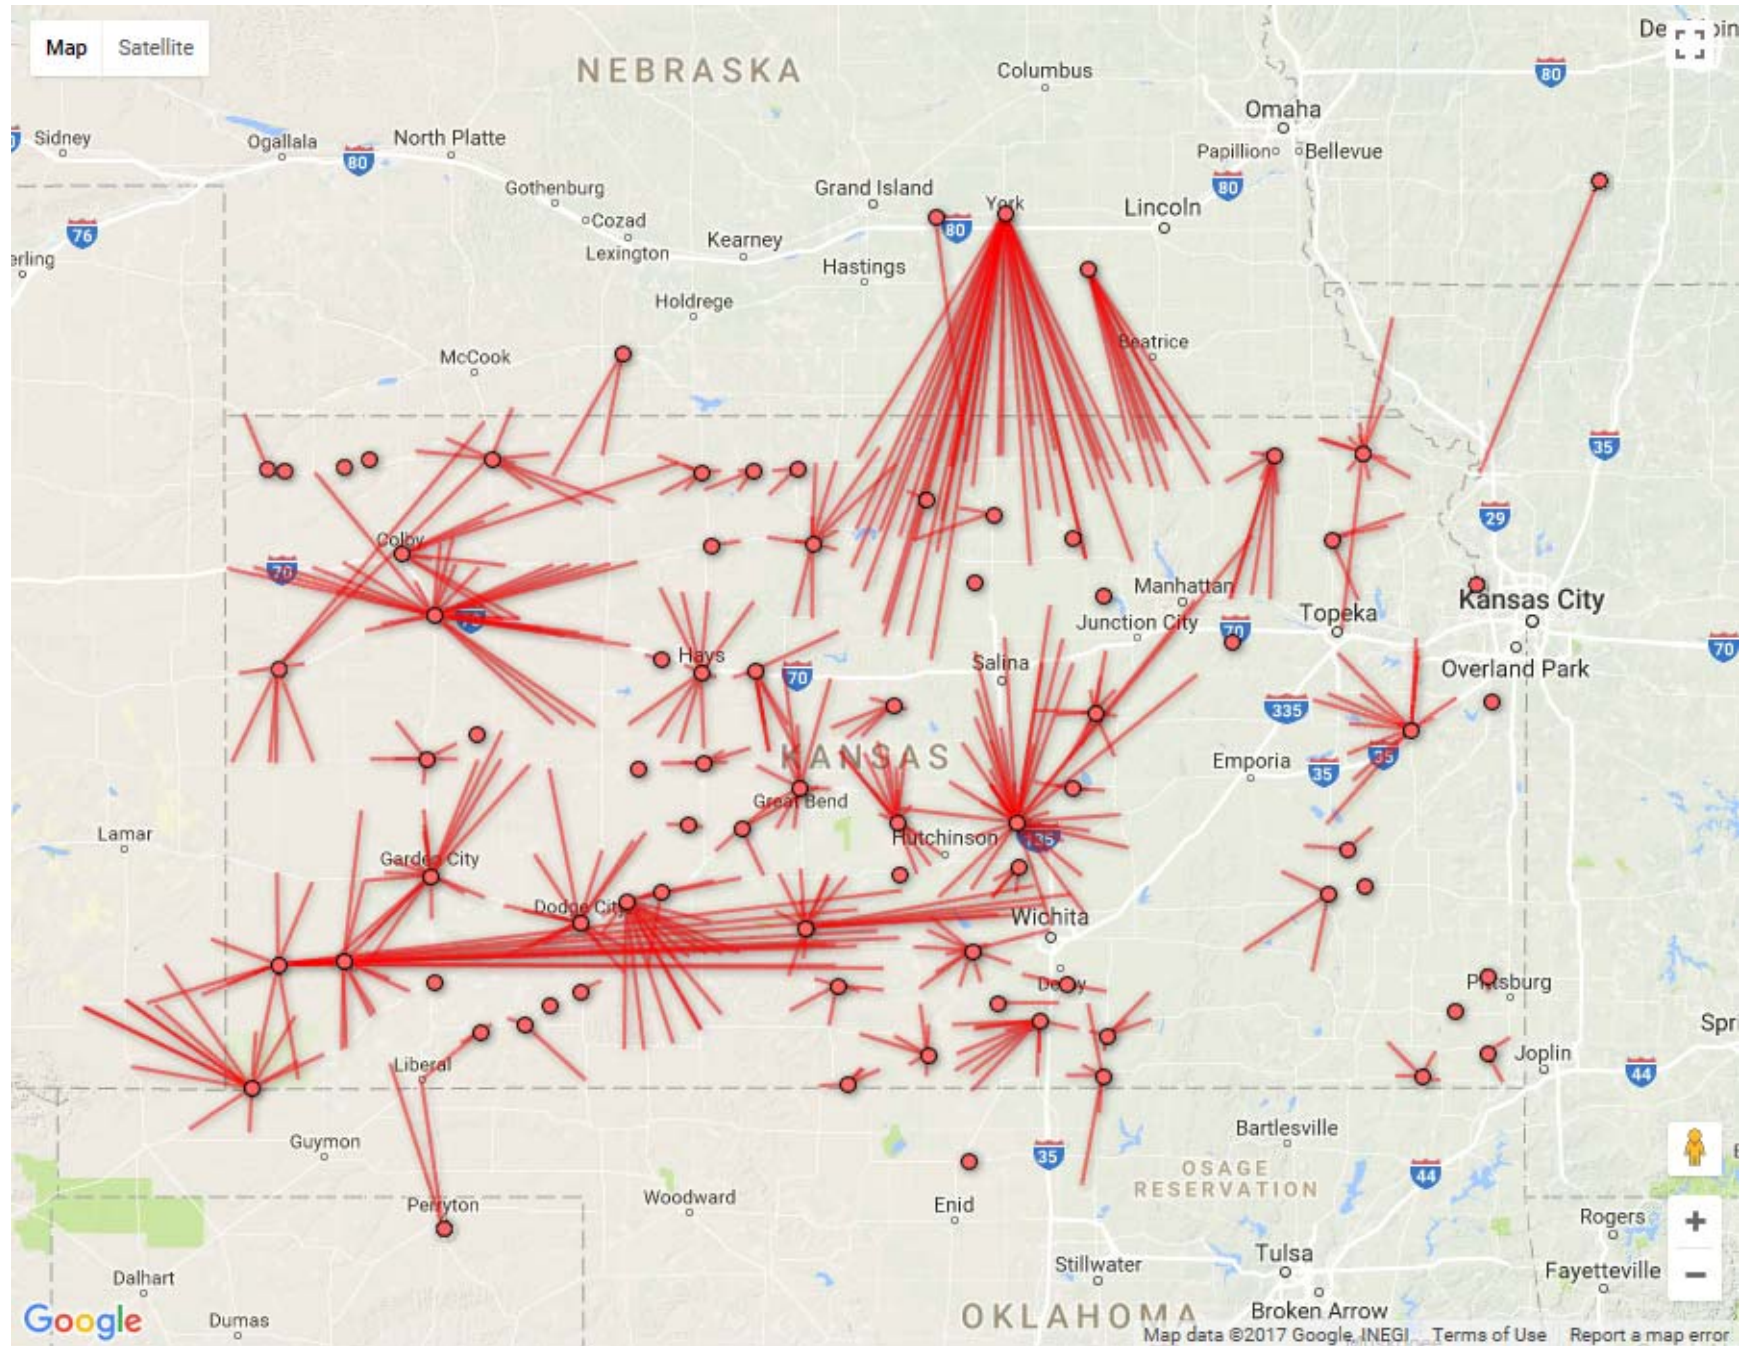 Map Satellite
NEBRASKA
Columbus
80
Omaha
Sidney
Ogallala
North Platte
80
Papillion
Bellevue
Gothenburg
Grand Island
80
York
Lincoln
Cozad
76
80
Kearney
Lexington
Hastings
Holdrege
Beatrice
McCook
35
29
Colby
70
Manhattan
Kansas City
Topeka
Junction City
70
70
Hays
Salina
70
Overland Park
335
KANSAS
Emporia
35
35
Great Bend
Lamar
Hutchinson
135
Garden City
Dodge City
Wichita
Derby
Pittsburg
Joplin
Liberal
44
Bartlesville
Guymon
35
OSAGE
RESERVATION
44
Woodward
Perryton
Enid
Rogers
Tulsa
Stillwater
Fayetteville
Dalhart
Broken Arrow
OKLAHOMA
Google
Dumas
Map data ©2017 Google, INEGI Terms of Use Report a map error